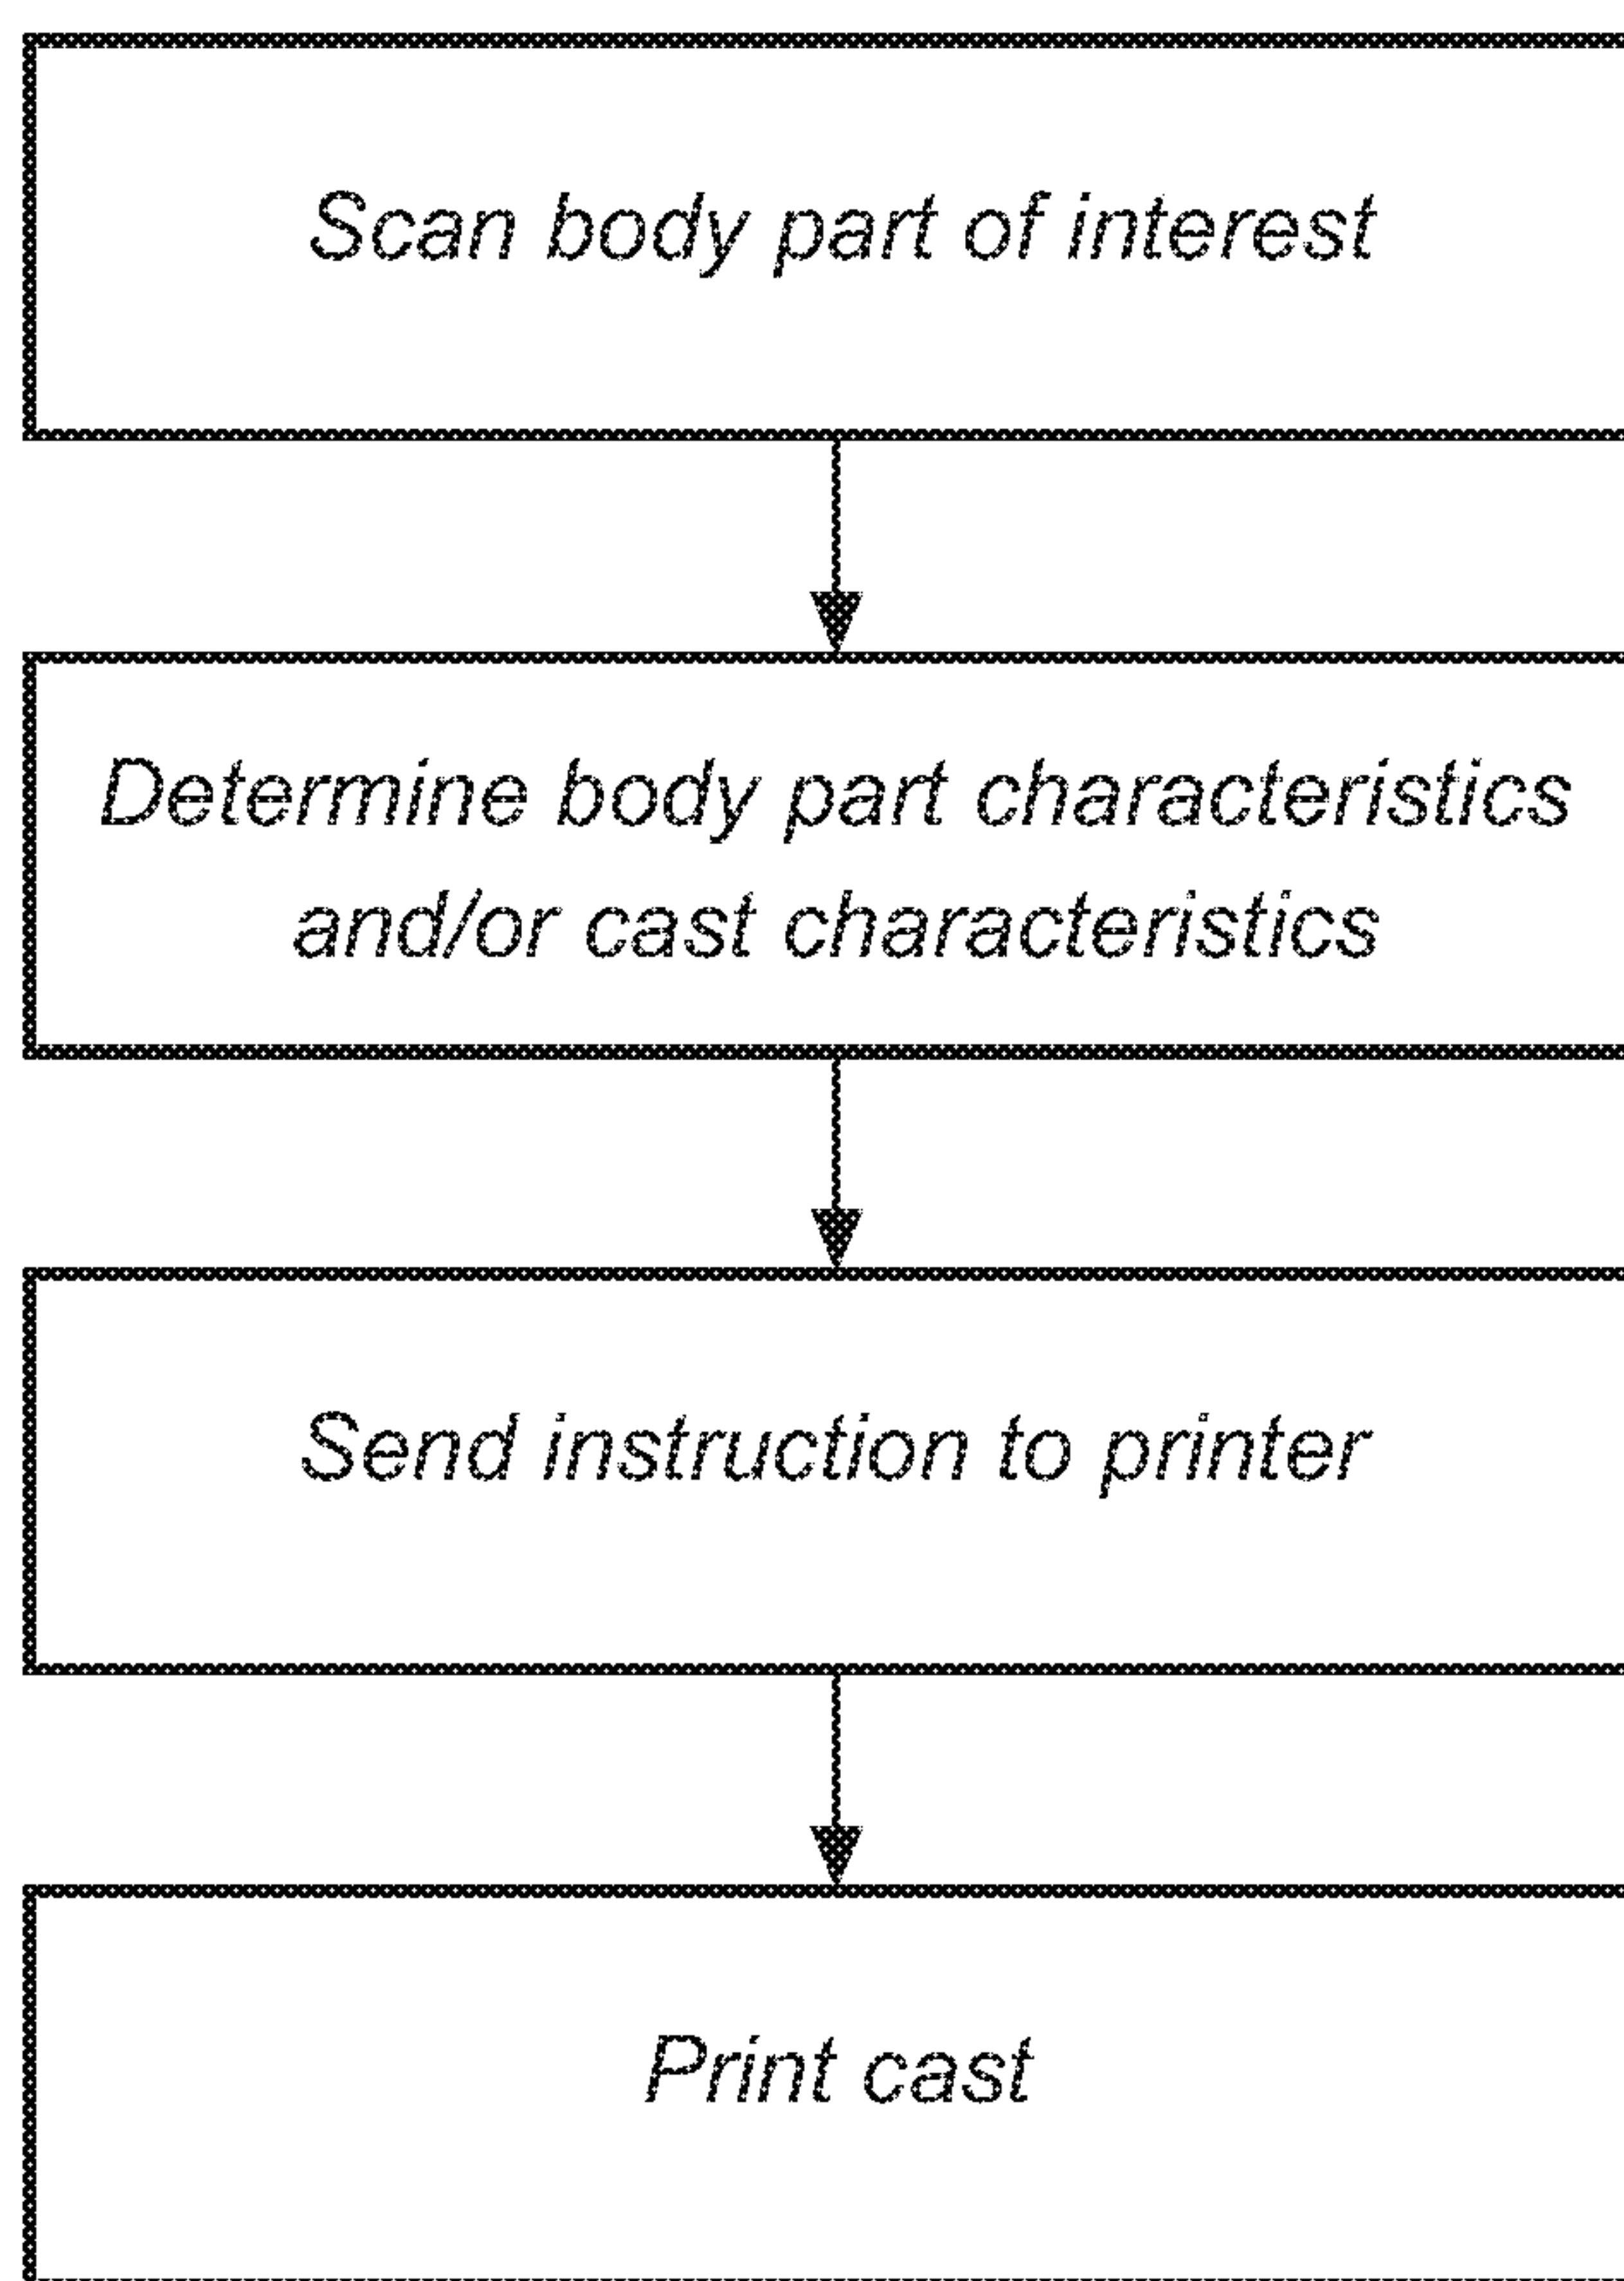 Scan body part of interest
Determine body part characteristics
and/or cast characteristics
Send instruction to printer
Print cast